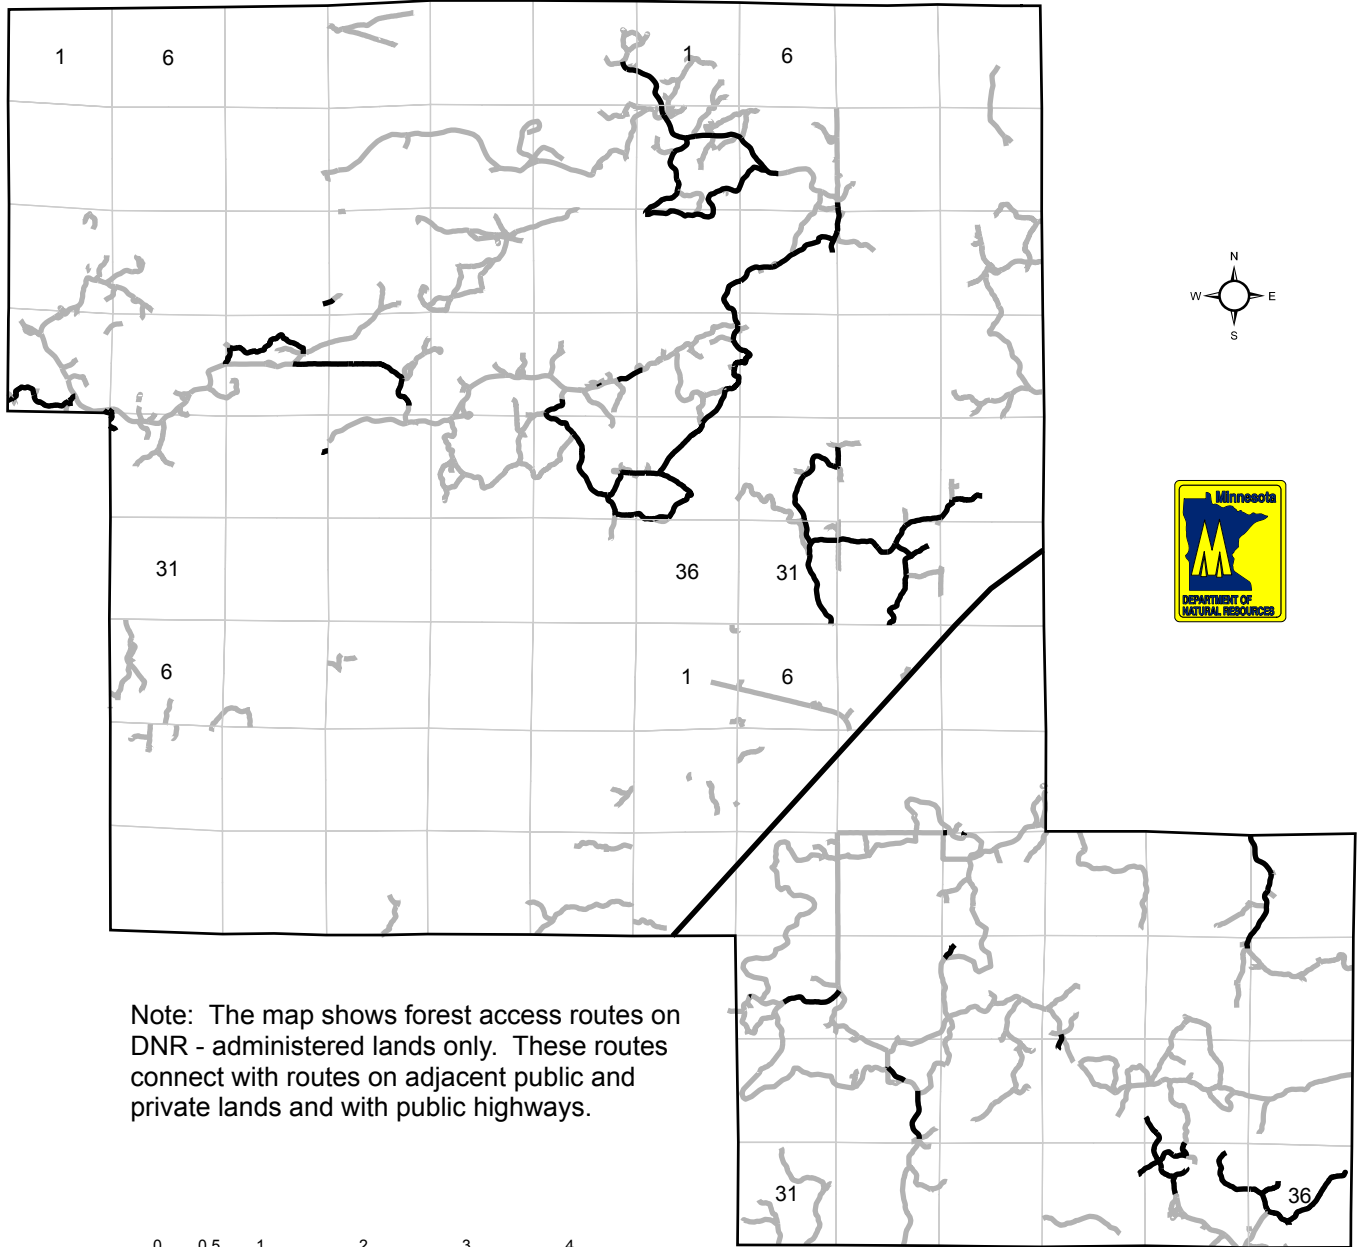 1 6 1 6
N
W E
S
Minnesota
DEPARTMENT OF
NATURAL RESOURCES
31 36 31
6 1 6
Note: The map shows forest access routes on
DNR - administered lands only. These routes
connect with routes on adjacent public and
private lands and with public highways.
31 36
0 0.5 1 2 3 4